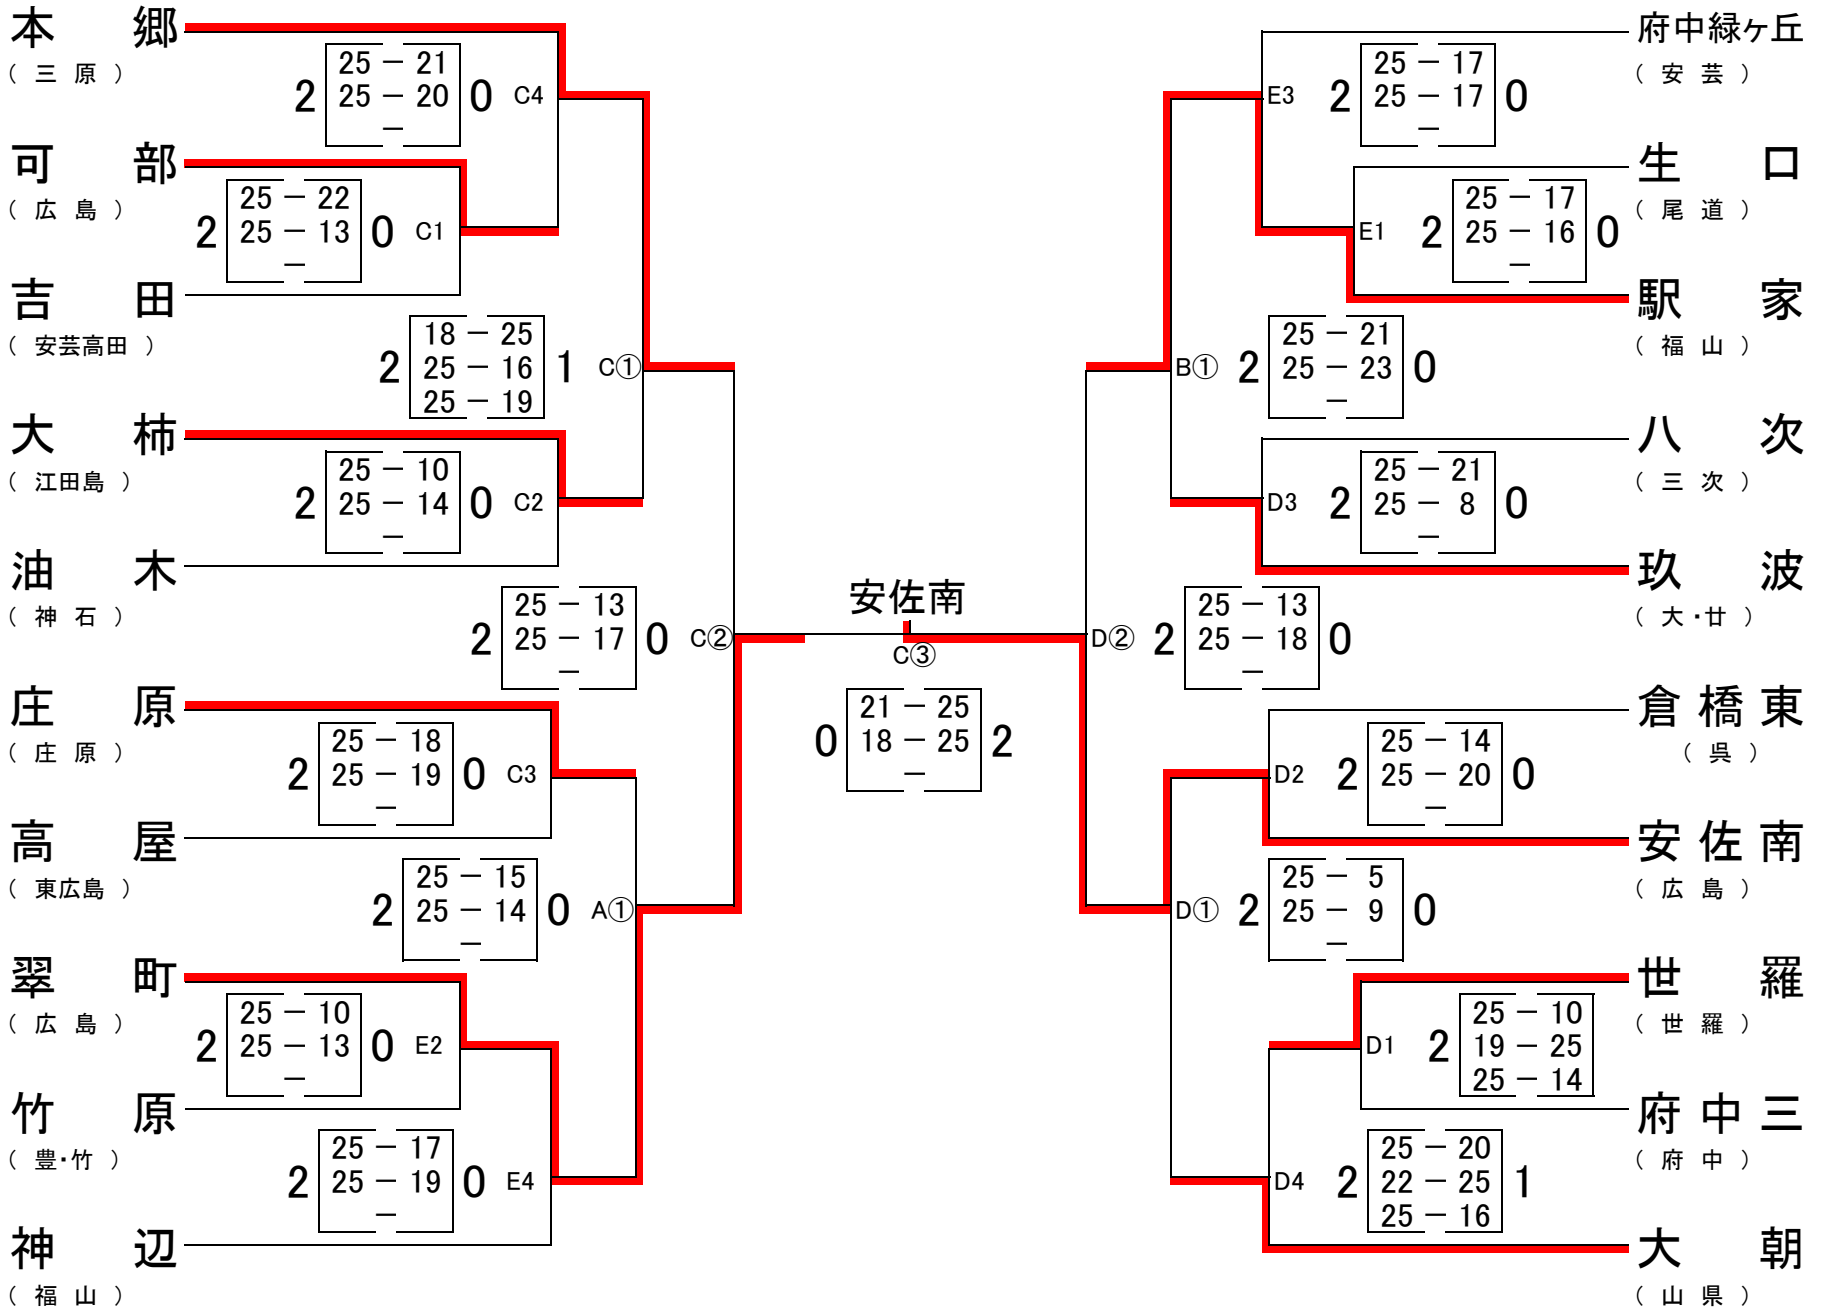 本郷
（ 三 原 ）
25 － 21
2 25 － 20 0 C4
－
可部
（ 広 島 ）
25 － 22
2 25 － 13 0 C1
－
吉田
（ 安芸高田 ）
18 － 25
2 25 － 16 1 C①
25 － 19
大柿
（ 江田島 ）
25 － 10
2 25 － 14 0 C2
－
油木
（ 神 石 ）
25 － 13
2 25 － 17 0 C②
－
庄原
（ 庄 原 ）
25 － 18
2 25 － 19 0 C3
－
高屋
（ 東広島 ）
25 － 15
2 25 － 14 0 A①
－
翠町
（ 広 島 ）
25 － 10
2 25 － 13 0 E2
－
竹原
（ 豊・竹 ）
25 － 17
2 25 － 19 0 E4
－
神辺
（ 福 山 ）
安佐南
C③
21 － 25
0 18 － 25 2
－
府中緑ヶ丘
（ 安 芸 ）
25 － 17
E3 2 25 － 17 0
－
生口
（ 尾 道 ）
25 － 17
E1 2 25 － 16 0
－
駅家
（ 福 山 ）
25 － 21
B① 2 25 － 23 0
－
八次
（ 三 次 ）
25 － 21
D3 2 25 － 8 0
－
玖波
（ 大・廿 ）
25 － 13
D② 2 25 － 18 0
－
倉橋東
（ 呉 ）
25 － 14
D2 2 25 － 20 0
－
安佐南
（ 広 島 ）
25 － 5
D① 2 25 － 9 0
－
世羅
（ 世 羅 ）
25 － 10
D1 2 19 － 25
25 － 14
府中三
（ 府 中 ）
25 － 20
D4 2 22 － 25 1
25 － 16
大朝
（ 山 県 ）